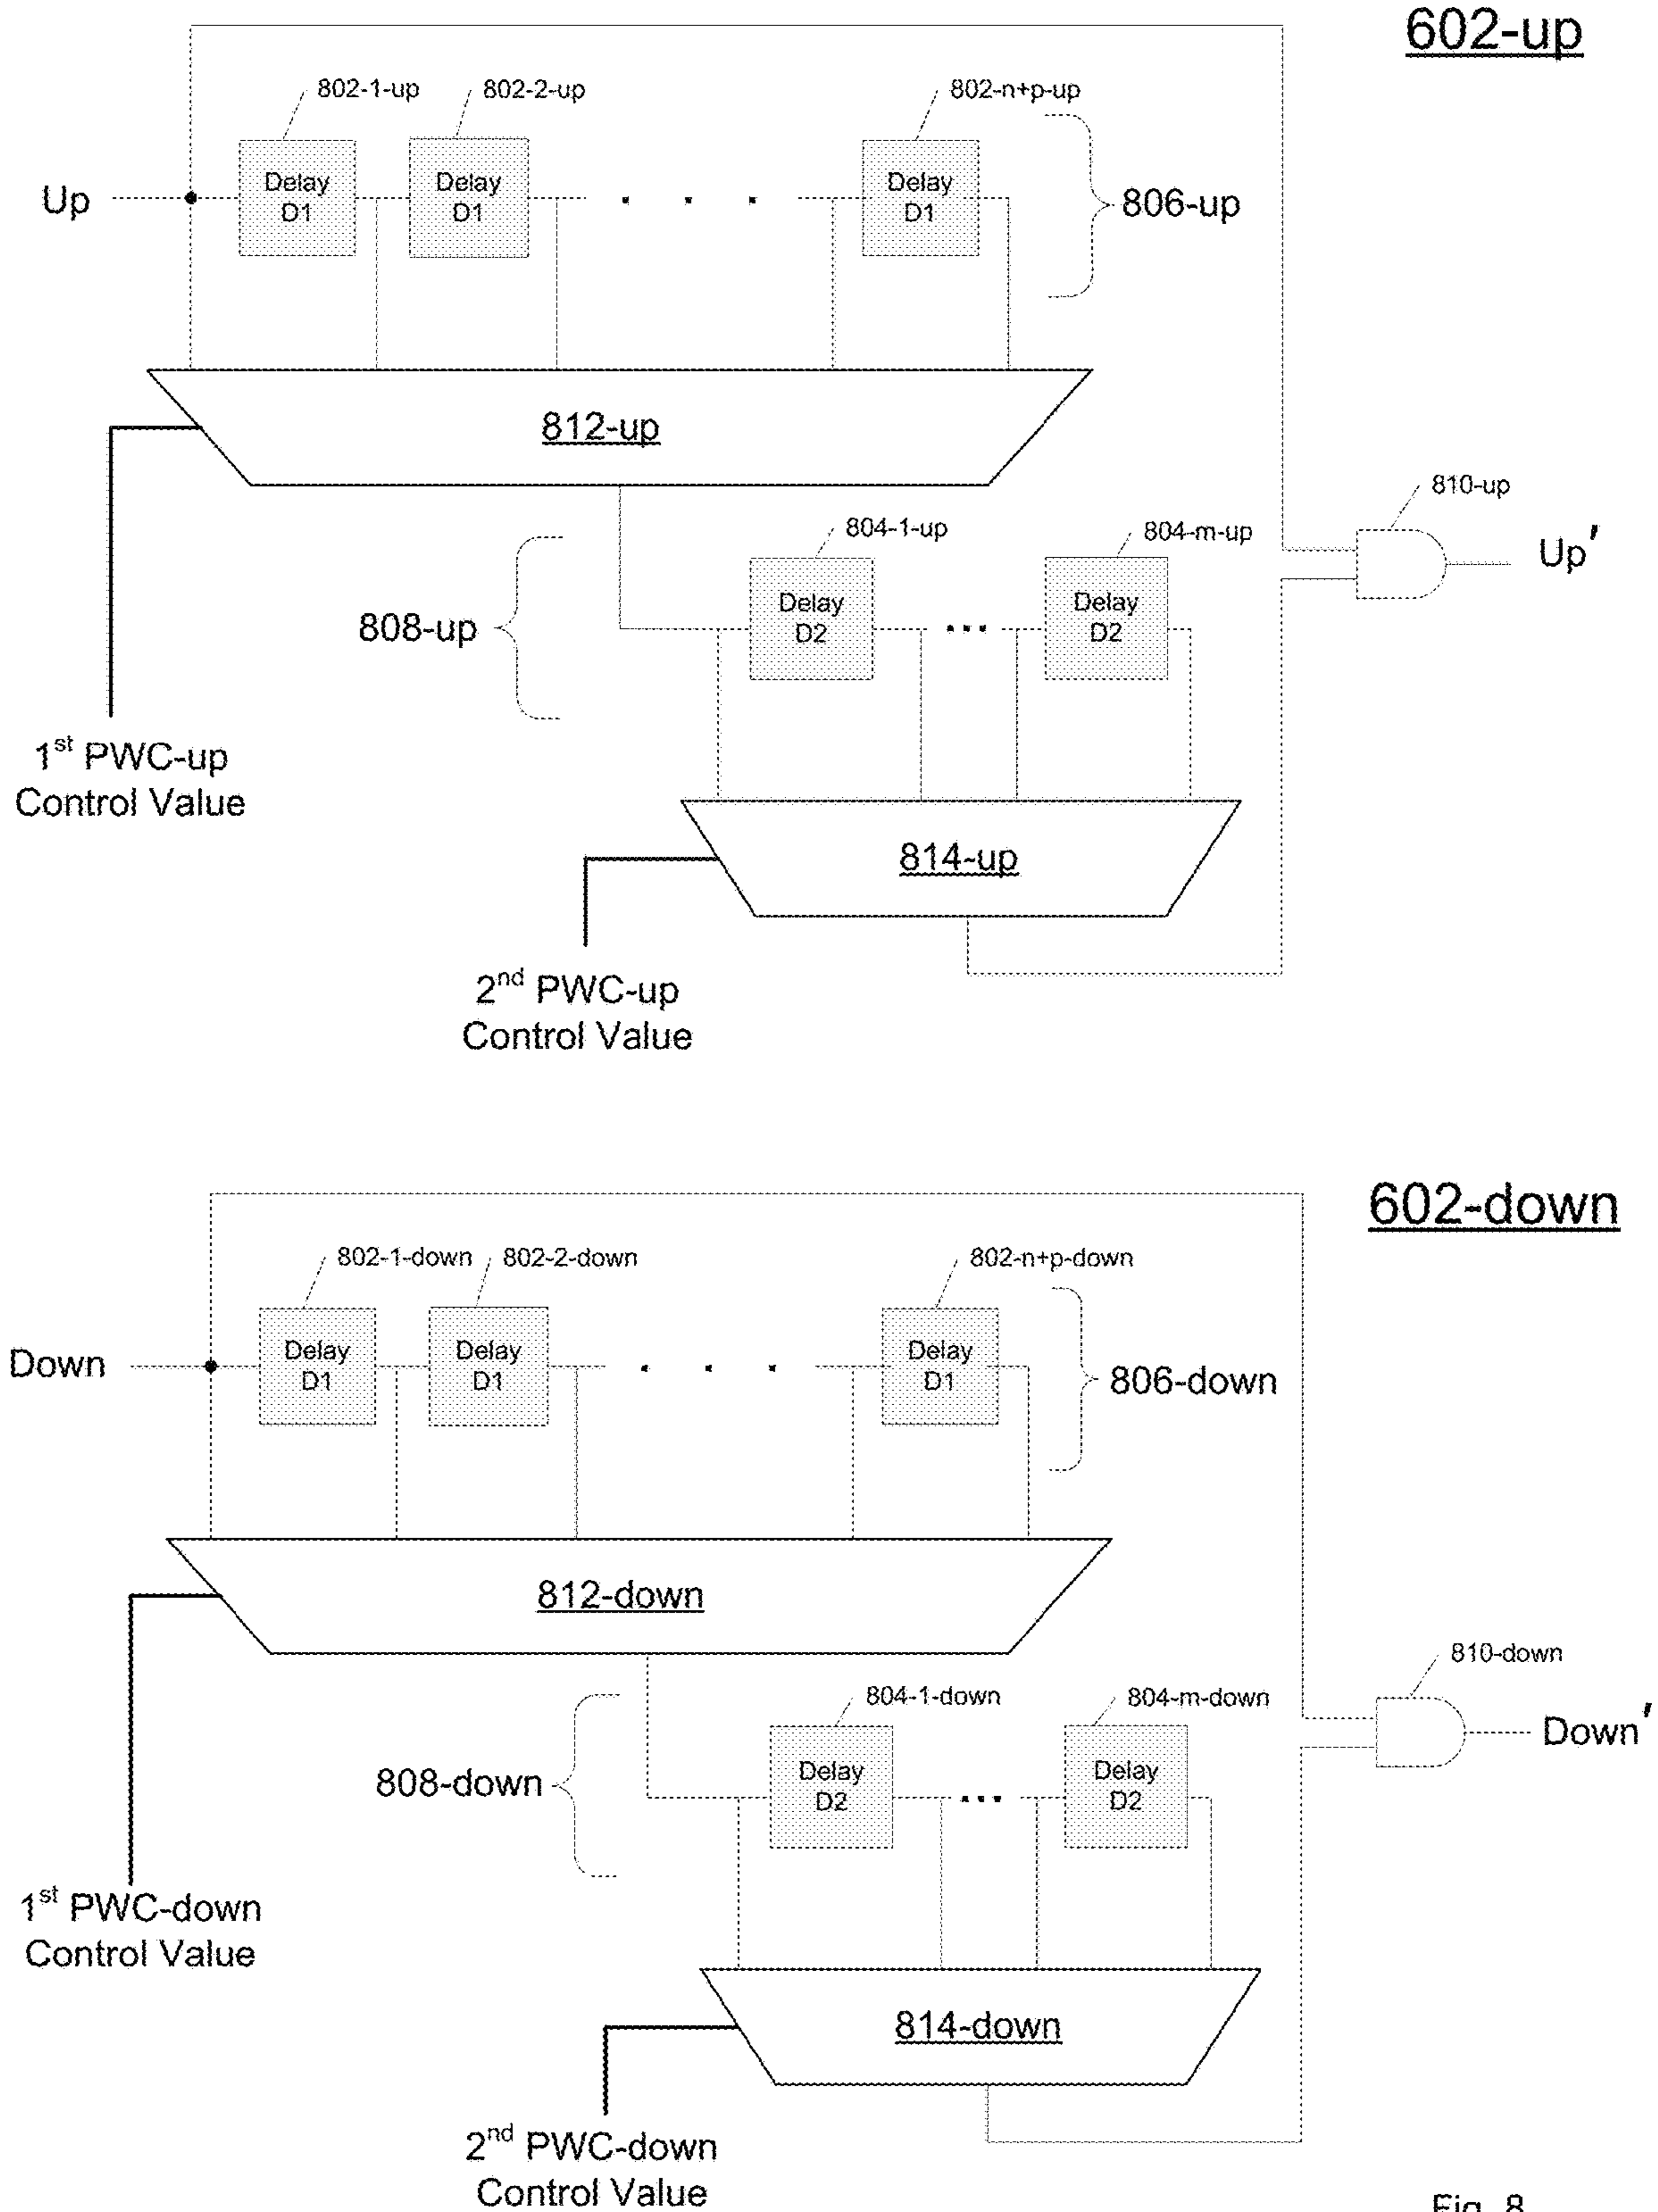 602-up
802-1-up 802-2-up 802-n+p-up
Up
Delay
D1
Delay
D1
Delay
D1
806-up
812-up
810-up
Up'
804-1-up 804-m-up
808-up
Delay
D2
Delay
D2
1st PWC-up
Control Value
814-up
2nd PWC-up
Control Value
602-down
802-1-down 802-2-down 802-n+p-down
Down
Delay
D1
Delay
D1
Delay
D1
806-down
812-down
810-down
Down'
804-1-down 804-m-down
808-down
Delay
D2
Delay
D2
1st PWC-down
Control Value
814-down
2nd PWC-down
Control Value
Fig. 8